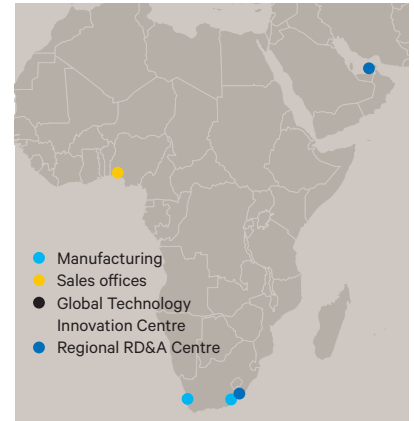 Manufacturing
Sales offices
Global Technology
Innovation Centre
Regional RD&A Centre